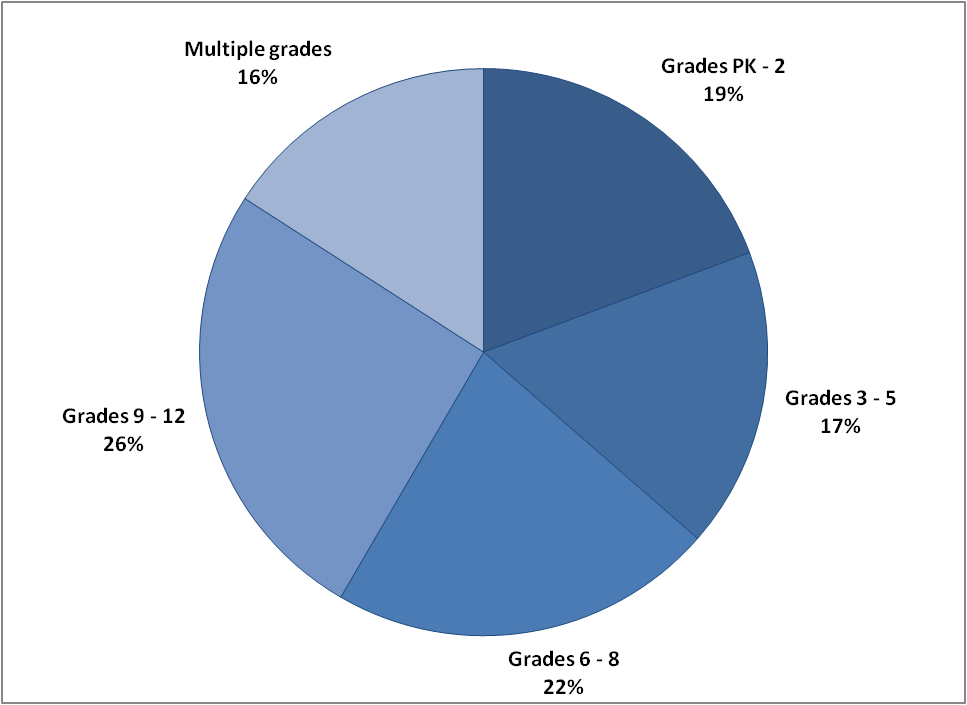 Multiple grades
16%
Grades PK - 2
19%
Grades 3 - 5
17%
Grades 9 - 12
26%
Grades 6 - 8
22%